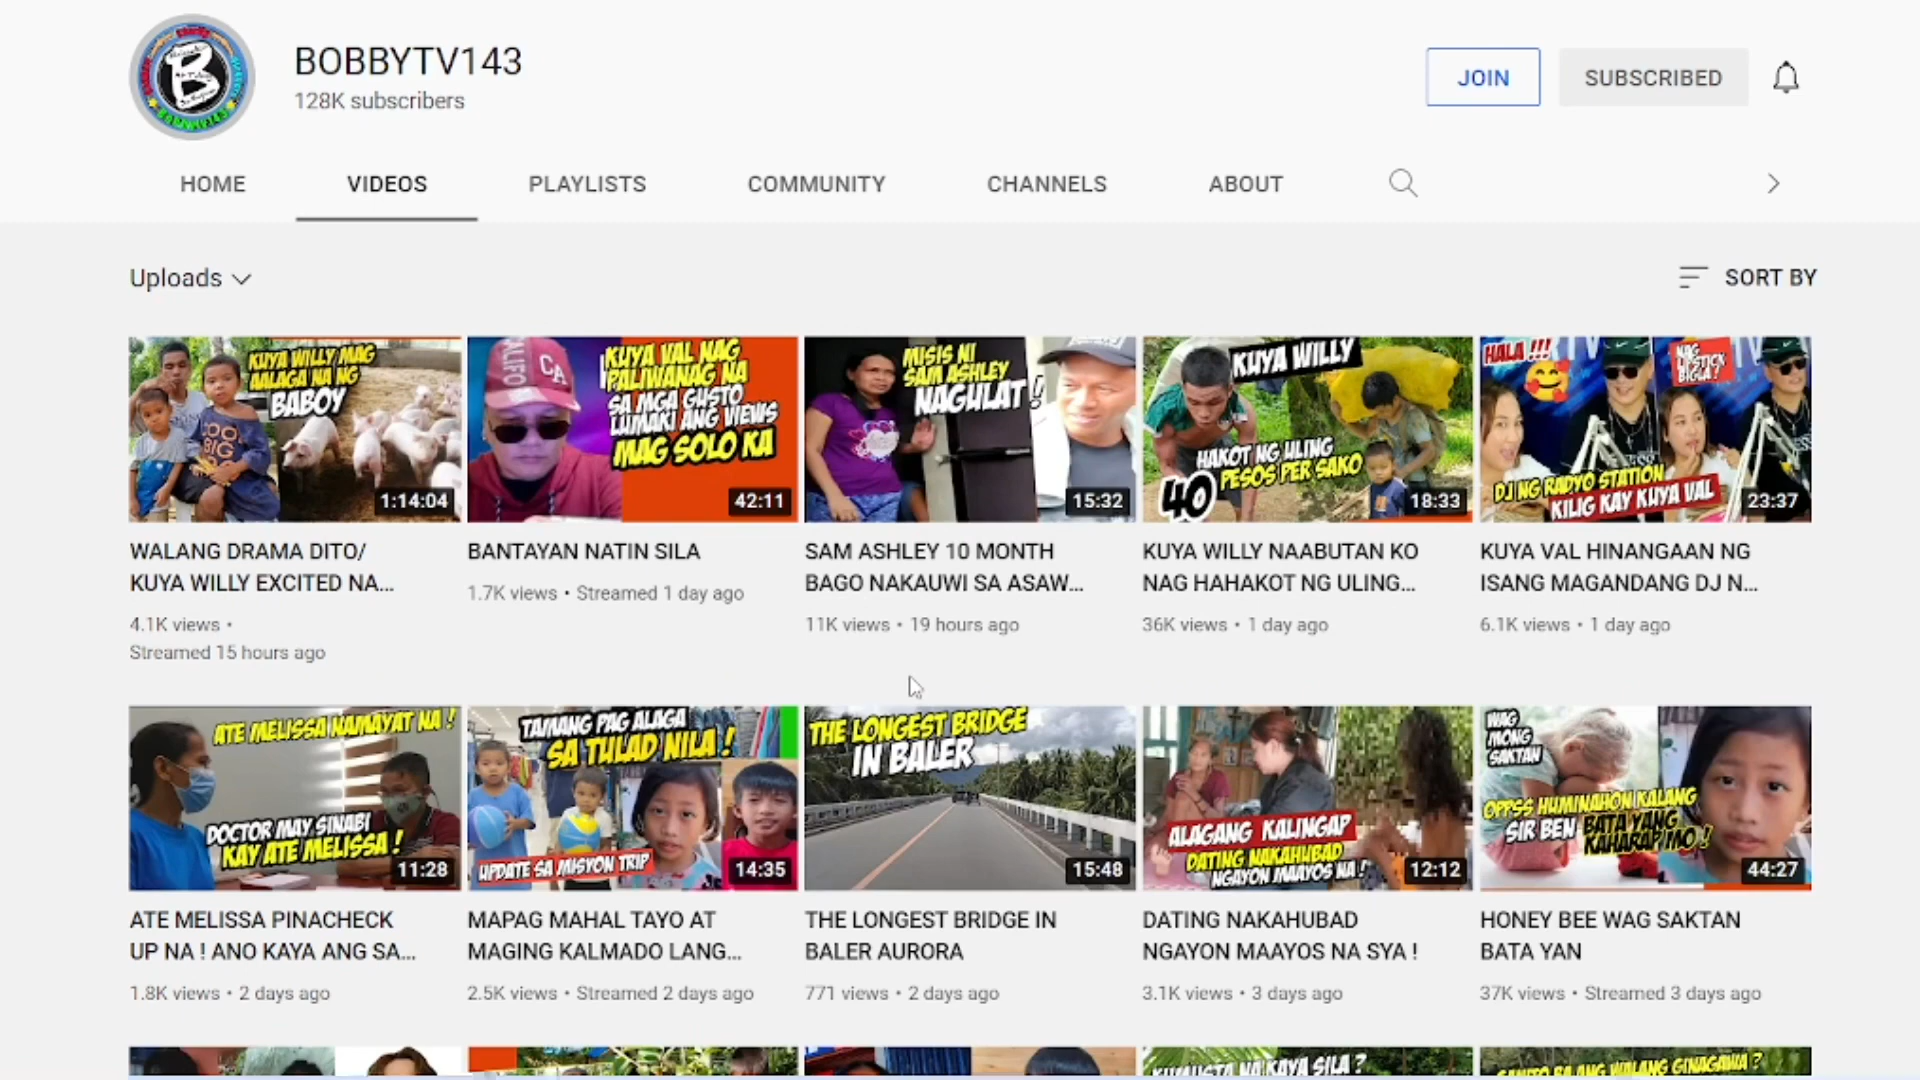 BOBBYTV143
128K subscribers
JOIN
SUBSCRIBED
HOME
VIDEOS
PLAYLISTS
COMMUNITY
CHANNELS
ABOUT
Uploads
SORT BY
KUYA WILLY MAG
AALAGA NA NG
BABOY
1:14:04
WALANG DRAMA DITO/
KUYA WILLY EXCITED NA...
4.1K views •
Streamed 15 hours ago
CA
KUYA VAL NAG
PALIWANAG NA
SA MGA GUSTO
LUMAKI ANG VIEWS
MAG SOLO KA
42:11
BANTAYAN NATIN SILA
1.7K views • Streamed 1 day ago
MISIS NI
SAM ASHLEY
NAGULAT !
15:32
SAM ASHLEY 10 MONTH
BAGO NAKAUWI SA ASAW...
11K views • 19 hours ago
KUYA WILLY
HAKOT NG ULING
40 PESOS PER SAKO
18:33
KUYA WILLY NAABUTAN KO
NAG HAHAKOT NG ULING...
36K views • 1 day ago
HALA !!!
NAG
LIPSTICK
BIGLA ?
DJ NG RADYO STATION
KILIG KAY KUYA VAL
23:37
KUYA VAL HINANGAAN NG
ISANG MAGANDANG DJ N...
6.1K views • 1 day ago
ATE MELISSA NAMAYAT NA !
DOCTOR MAY SINABI
KAY ATE MELISSA !
11:28
ATE MELISSA PINACHECK
UP NA ! ANO KAYA ANG SA...
1.8K views • 2 days ago
TAMANG PAG ALAGA
SA TULAD NILA !
UPDATE SA MISYON TRIP
14:35
MAPAG MAHAL TAYO AT
MAGING KALMADO LANG...
2.5K views • Streamed 2 days ago
THE LONGEST BRIDGE
IN BALER
15:48
THE LONGEST BRIDGE IN
BALER AURORA
771 views • 2 days ago
ALAGANG KALINGAP
DATING NAKAHUBAD
NGAYON MAAYOS NA !
12:12
DATING NAKAHUBAD
NGAYON MAAYOS NA SYA !
3.1K views • 3 days ago
WAG
MONG
SAKTAN
OPPSS HUMINAHON KALANG
SIR BEN BATA YANG
KAHARAP MO !
44:27
HONEY BEE WAG SAKTAN
BATA YAN
37K views • Streamed 3 days ago
KUMUSTA NA KAYA SILA ?